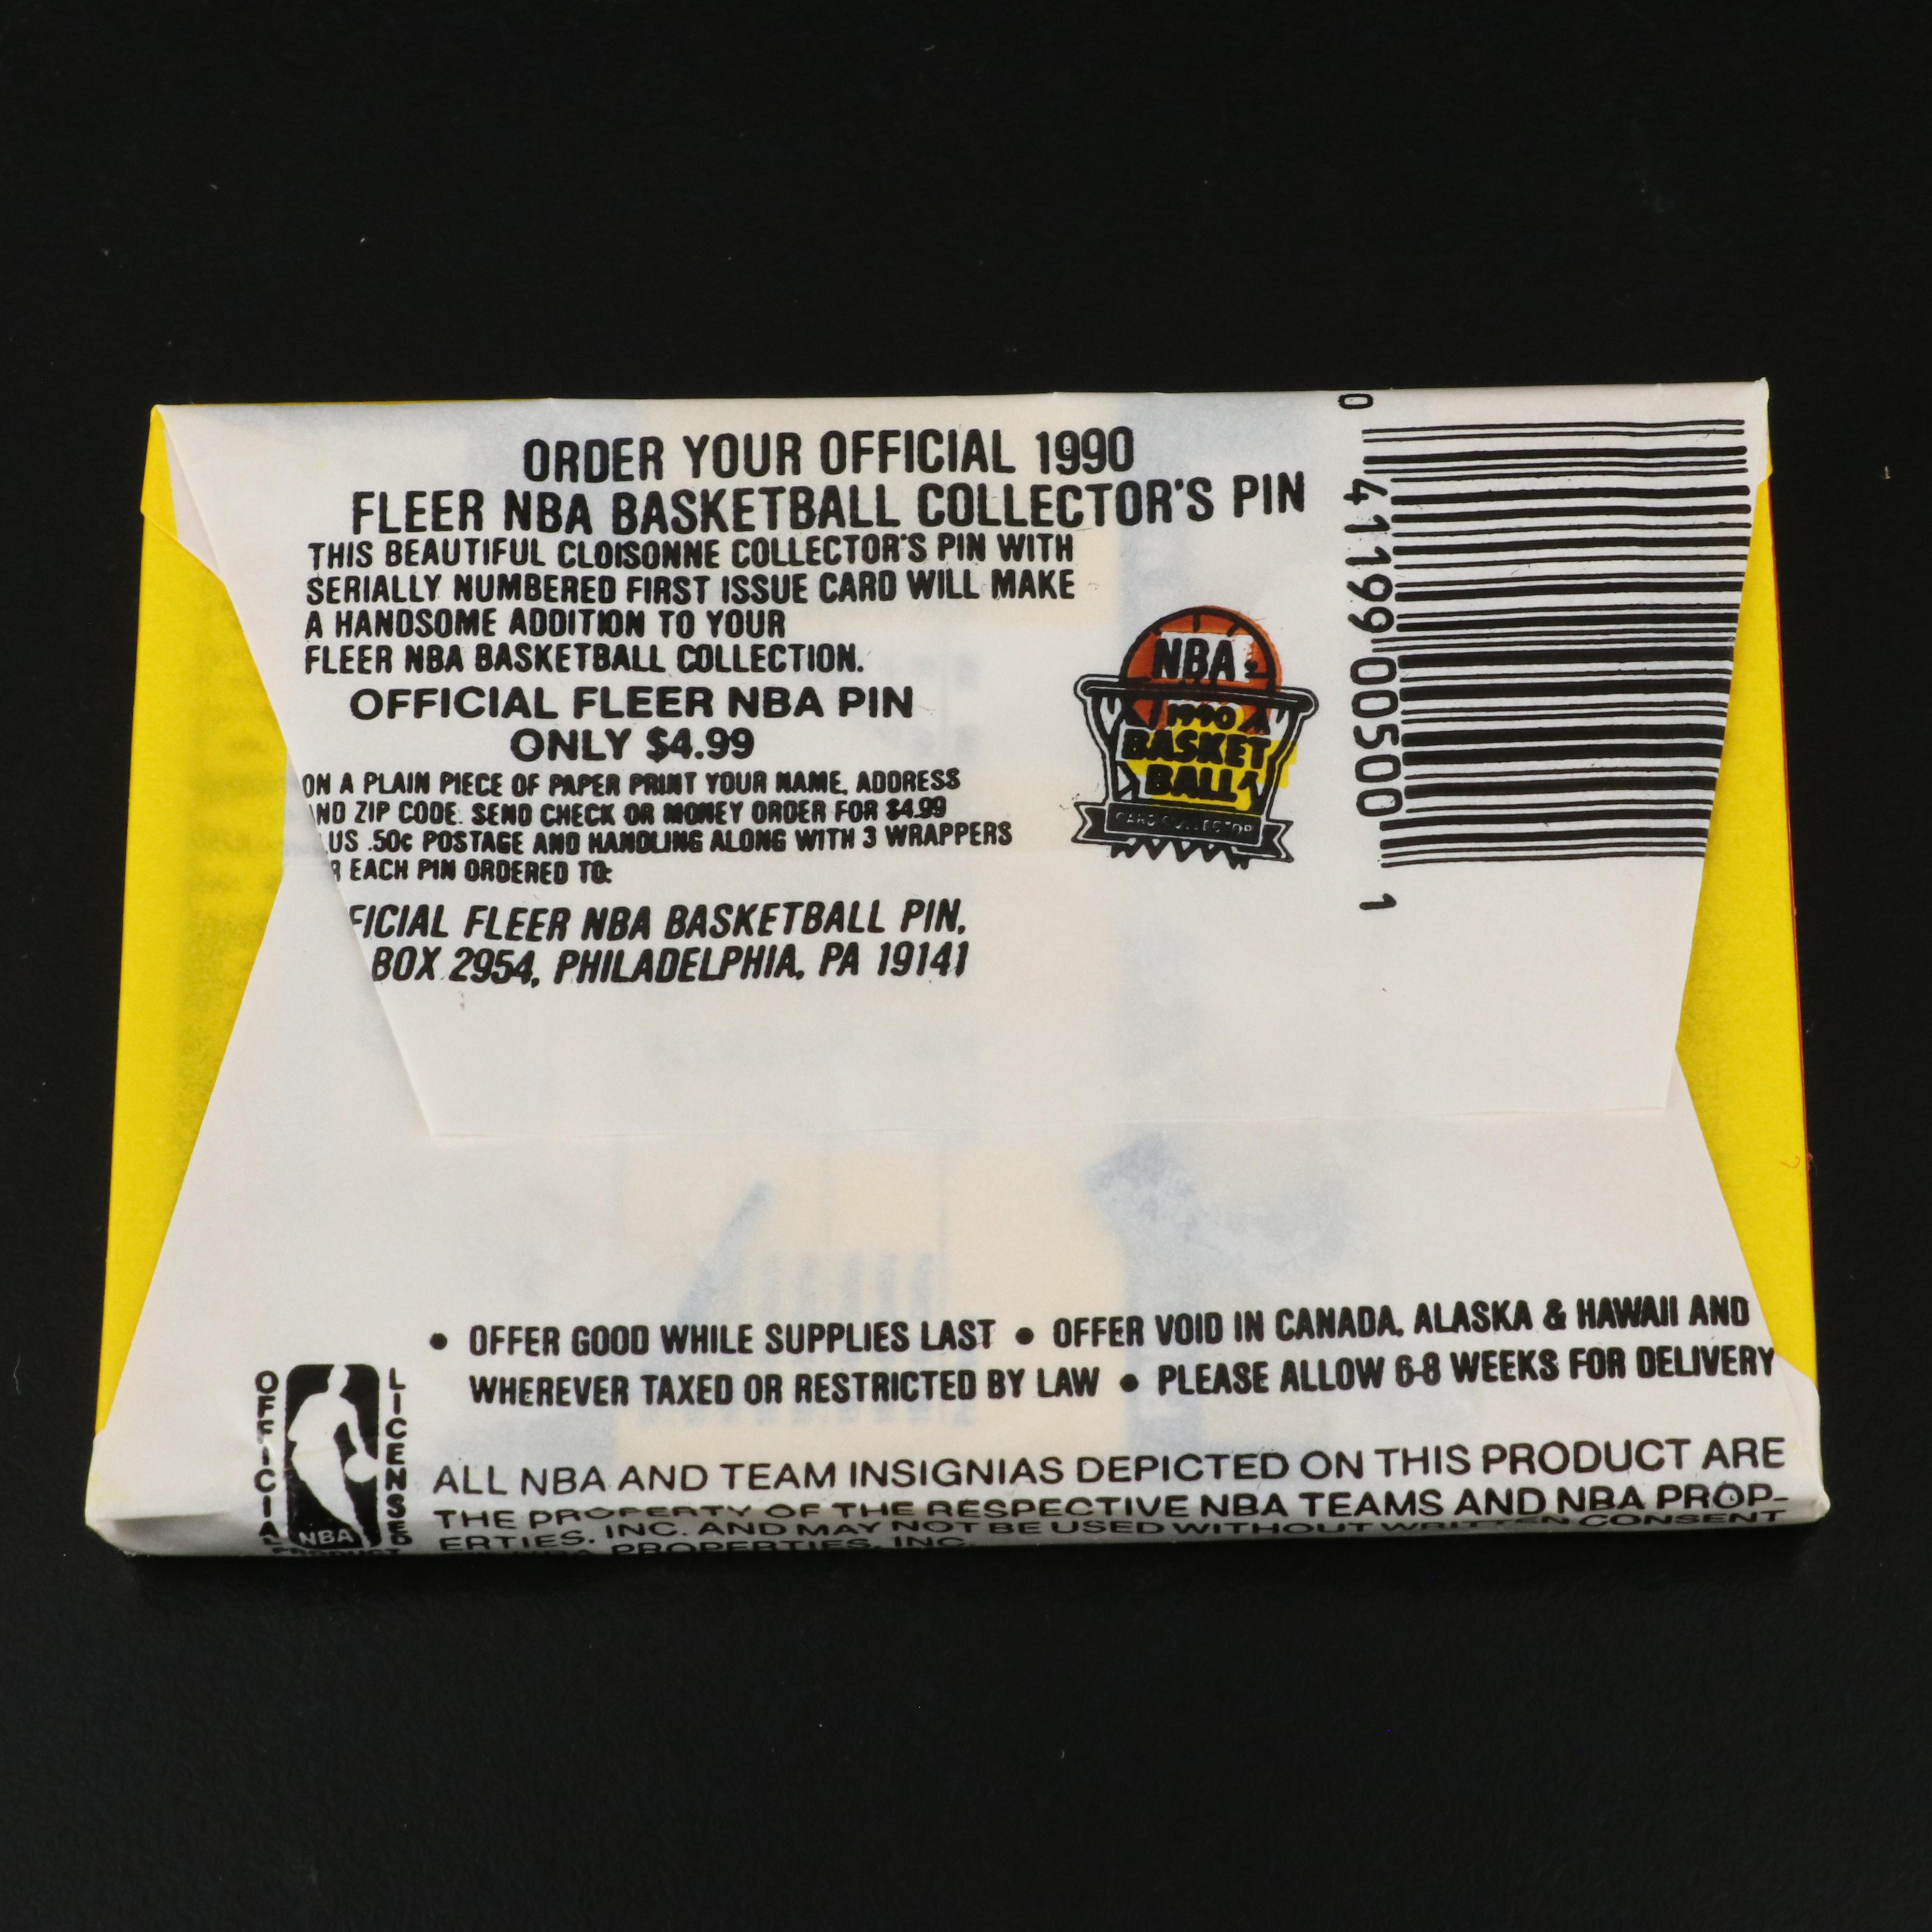 ORDER YOUR OFFICIAL 1990
FLEER NBA BASKETBALL COLLECTOR'S PIN
THIS BEAUTIFUL CLOISONNE COLLECTOR'S PIN WITH
SERIALLY NUMBERED FIRST ISSUE CARD WILL MAKE
A HANDSOME ADDITION TO YOUR
FLEER NBA BASKETBALL COLLECTION.
OFFICIAL FLEER NBA PIN
ONLY $4.99
ON A PLAIN PIECE OF PAPER PRINT YOUR NAME, ADDRESS
ND ZIP CODE. SEND CHECK OR MONEY ORDER FOR $4.99
US .50¢ POSTAGE AND HANDLING ALONG WITH 3 WRAPPERS
R EACH PIN ORDERED TO:
FICIAL FLEER NBA BASKETBALL PIN,
BOX 2954, PHILADELPHIA, PA 19141
NBA
1990
BASKET
BALL
CARD COLLECTOR
0 41199 00500 1
• OFFER GOOD WHILE SUPPLIES LAST • OFFER VOID IN CANADA, ALASKA & HAWAII AND
WHEREVER TAXED OR RESTRICTED BY LAW • PLEASE ALLOW 6-8 WEEKS FOR DELIVERY
OFFICIAL
NBA
LICENSED
PRODUCT
ALL NBA AND TEAM INSIGNIAS DEPICTED ON THIS PRODUCT ARE
THE PROPERTY OF THE RESPECTIVE NBA TEAMS AND NBA PROP-
ERTIES, INC. AND MAY NOT BE USED WITHOUT WRITTEN CONSENT
PROPERTIES, INC.